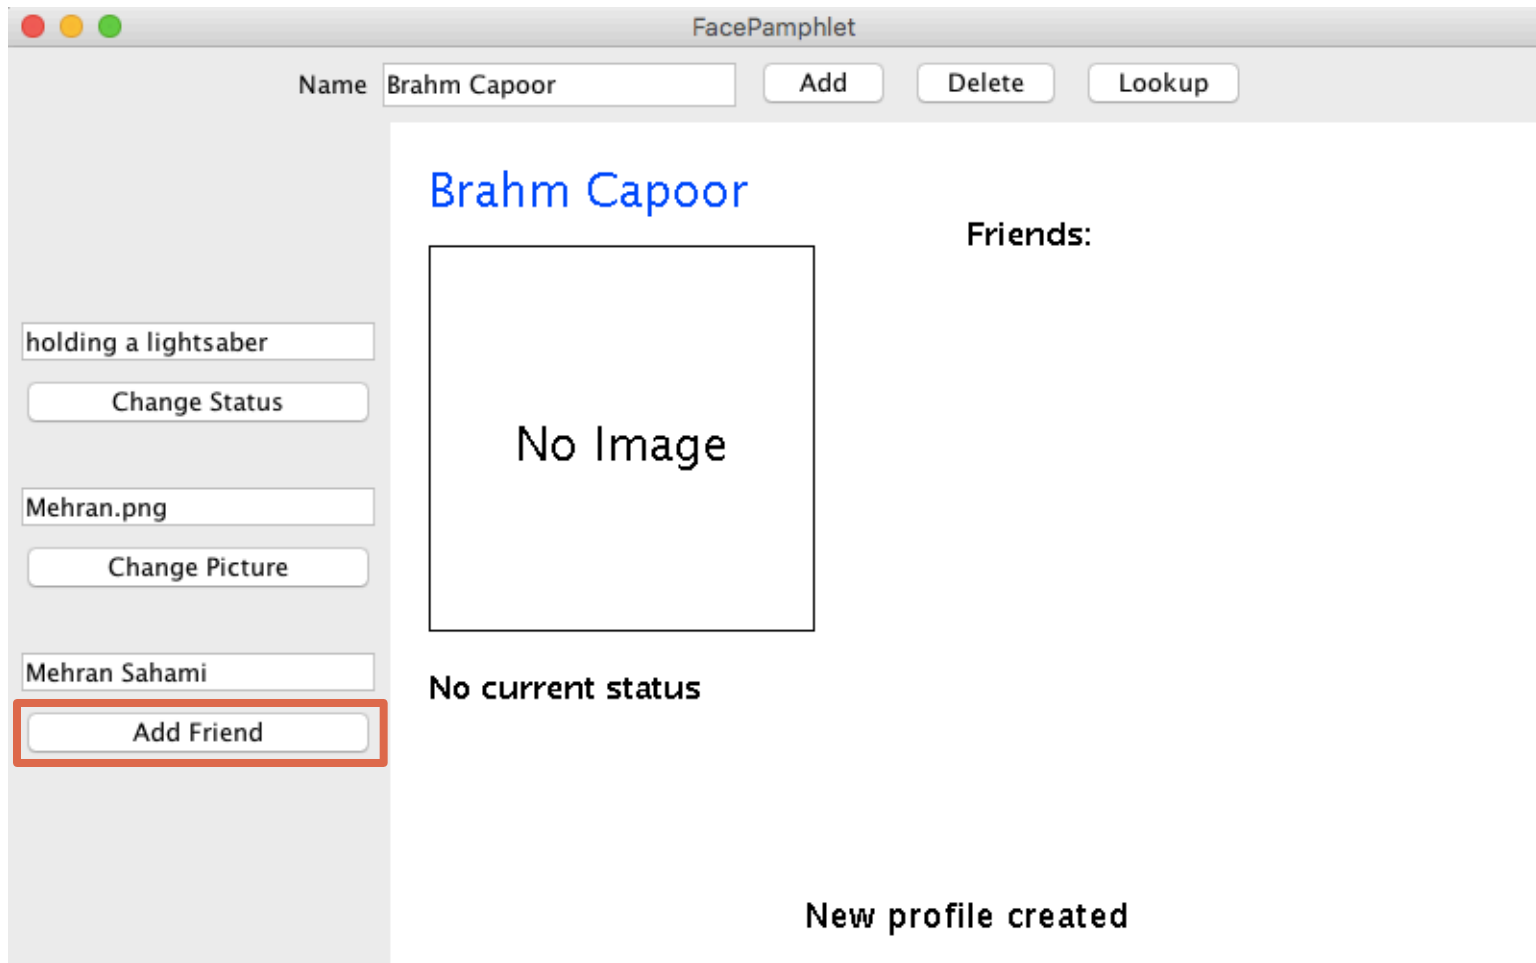 FacePamphlet
Name Brahm Capoor Add Delete Lookup
Brahm Capoor
Friends:
holding a lightsaber
Change Status
No Image
Mehran.png
Change Picture
Mehran Sahami
No current status
Add Friend
New profile created